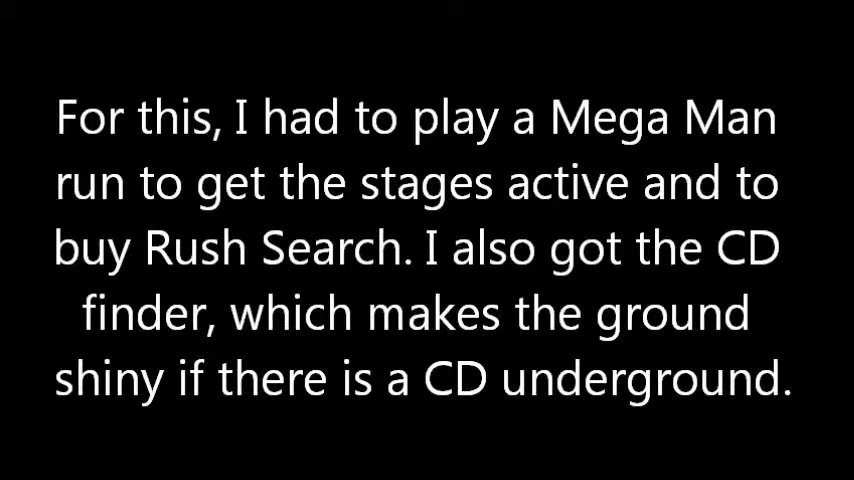 For this, I had to play a Mega Man
run to get the stages active and to
buy Rush Search. I also got the CD
finder, which makes the ground
shiny if there is a CD underground.